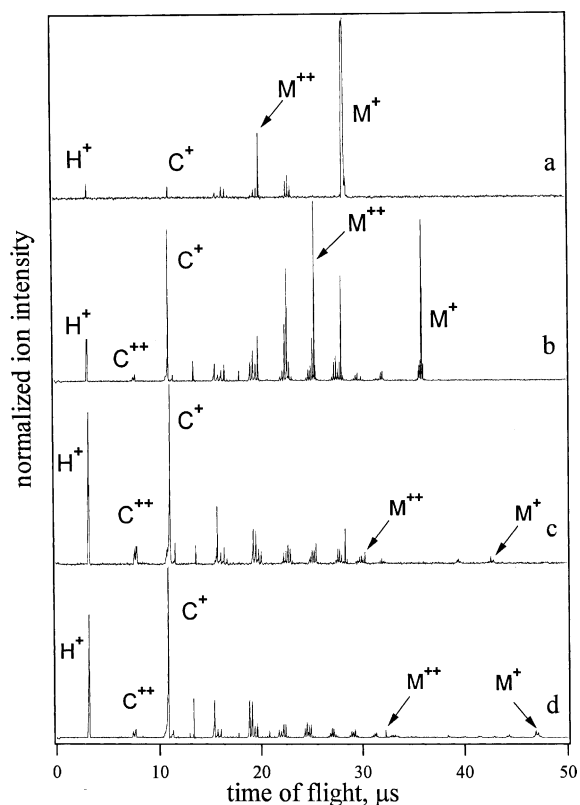 M++
M+
H+
C+
a
M++
C+
H+
M+
C++
b
C+
H+
C++
M++
M+
c
C+
H+
C++
M++
M+
d
normalized ion intensity
0 10 20 30 40 50
time of flight, μs